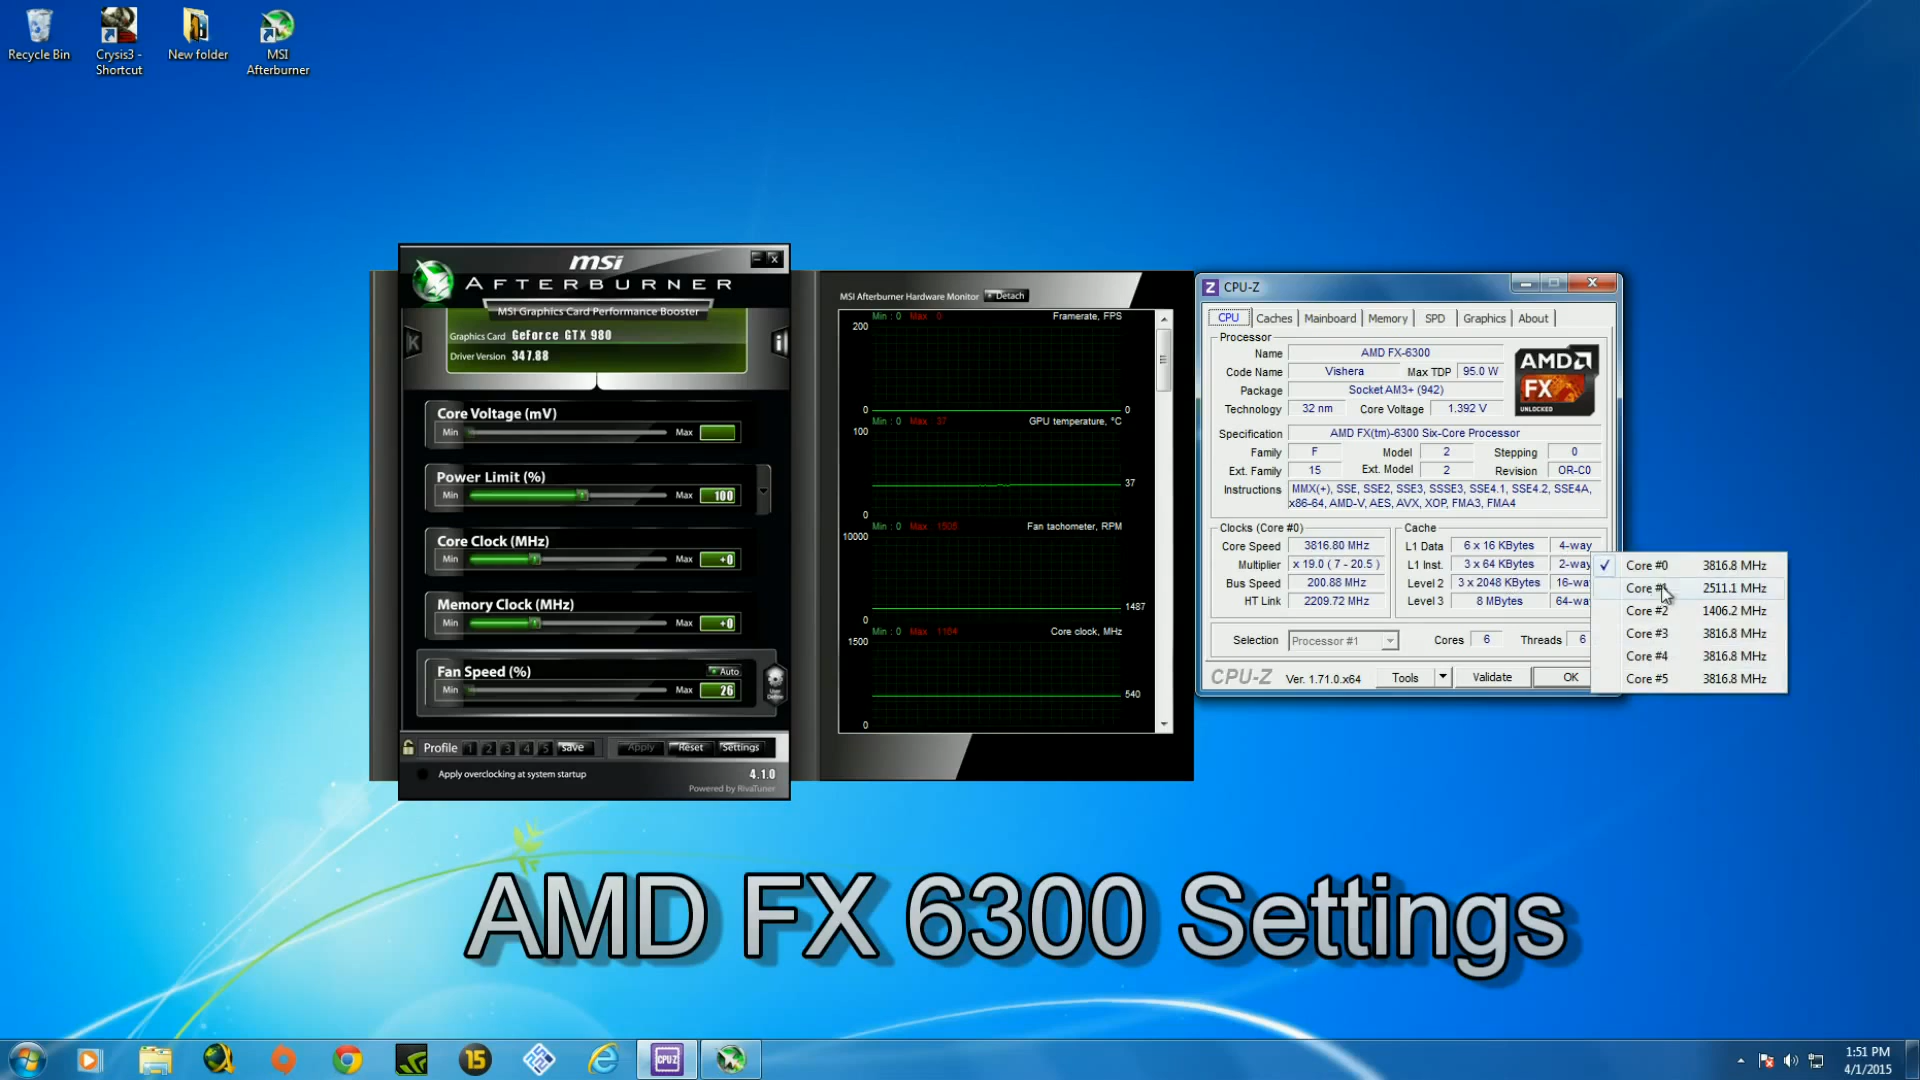 Recycle Bin
Crysis3 -
Shortcut
New folder
MSI
Afterburner
msi
AFTERBURNER
MSI Graphics Card Performance Booster
Graphics Card GeForce GTX 980
Driver Version 347.88
K
i
Core Voltage (mV)
Min Max
Power Limit (%)
Min Max 100
Core Clock (MHz)
Min Max +0
Memory Clock (MHz)
Min Max +0
Fan Speed (%) Auto
Min Max 26
User
Define
Profile 1 2 3 4 5 Save Apply Reset Settings
Apply overclocking at system startup 4.1.0
Powered by RivaTuner
MSI Afterburner Hardware Monitor Detach
Min : 0 Max 0 Framerate, FPS
200
0 0
Min : 0 Max 37 GPU temperature, °C
100
37
0
Min : 0 Max 1505 Fan tachometer, RPM
10000
1487
0
Min : 0 Max 1164 Core clock, MHz
1500
540
0
Z CPU-Z
CPU Caches Mainboard Memory SPD Graphics About
Processor
Name AMD FX-6300
Code Name Vishera Max TDP 95.0 W
Package Socket AM3+ (942)
Technology 32 nm Core Voltage 1.392 V
AMD
FX
UNLOCKED
Specification AMD FX(tm)-6300 Six-Core Processor
Family F Model 2 Stepping 0
Ext. Family 15 Ext. Model 2 Revision OR-C0
Instructions MMX(+), SSE, SSE2, SSE3, SSSE3, SSE4.1, SSE4.2, SSE4A,
x86-64, AMD-V, AES, AVX, XOP, FMA3, FMA4
Clocks (Core #0)
Core Speed 3816.80 MHz
Multiplier x 19.0 ( 7 - 20.5 )
Bus Speed 200.88 MHz
HT Link 2209.72 MHz
Cache
L1 Data 6 x 16 KBytes 4-way
L1 Inst. 3 x 64 KBytes 2-way
Level 2 3 x 2048 KBytes 16-wa
Level 3 8 MBytes 64-wa
Selection Processor #1 Cores 6 Threads 6
CPU-Z Ver. 1.71.0.x64 Tools Validate OK
Core #0 3816.8 MHz
Core #1 2511.1 MHz
Core #2 1406.2 MHz
Core #3 3816.8 MHz
Core #4 3816.8 MHz
Core #5 3816.8 MHz
AMD FX 6300 Settings
15
CPU-Z
1:51 PM
4/1/2015